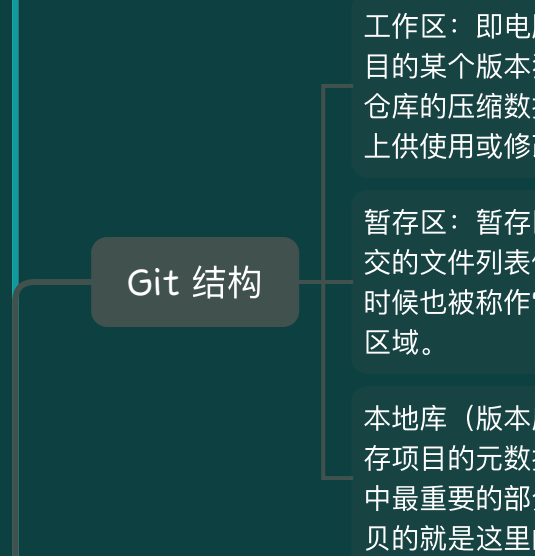 工作区：即电
目的某个版本
仓库的压缩数
上供使用或修
Git 结构
暂存区：暂存
交的文件列表
时候也被称作"
区域。
本地库（版本
存项目的元数
中最重要的部
贝的就是这里